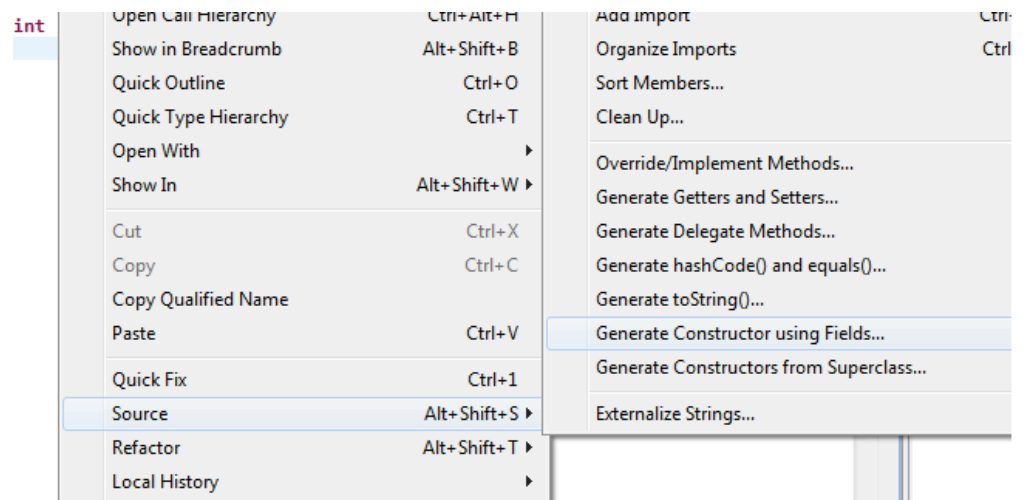 int
Open Call Hierarchy Ctrl+Alt+H
Show in Breadcrumb Alt+Shift+B
Quick Outline Ctrl+O
Quick Type Hierarchy Ctrl+T
Open With
Show In Alt+Shift+W
Cut Ctrl+X
Copy Ctrl+C
Copy Qualified Name
Paste Ctrl+V
Quick Fix Ctrl+1
Source Alt+Shift+S
Refactor Alt+Shift+T
Local History
Add Import Ctrl+
Organize Imports Ctrl
Sort Members...
Clean Up...
Override/Implement Methods...
Generate Getters and Setters...
Generate Delegate Methods...
Generate hashCode() and equals()...
Generate toString()...
Generate Constructor using Fields...
Generate Constructors from Superclass...
Externalize Strings...